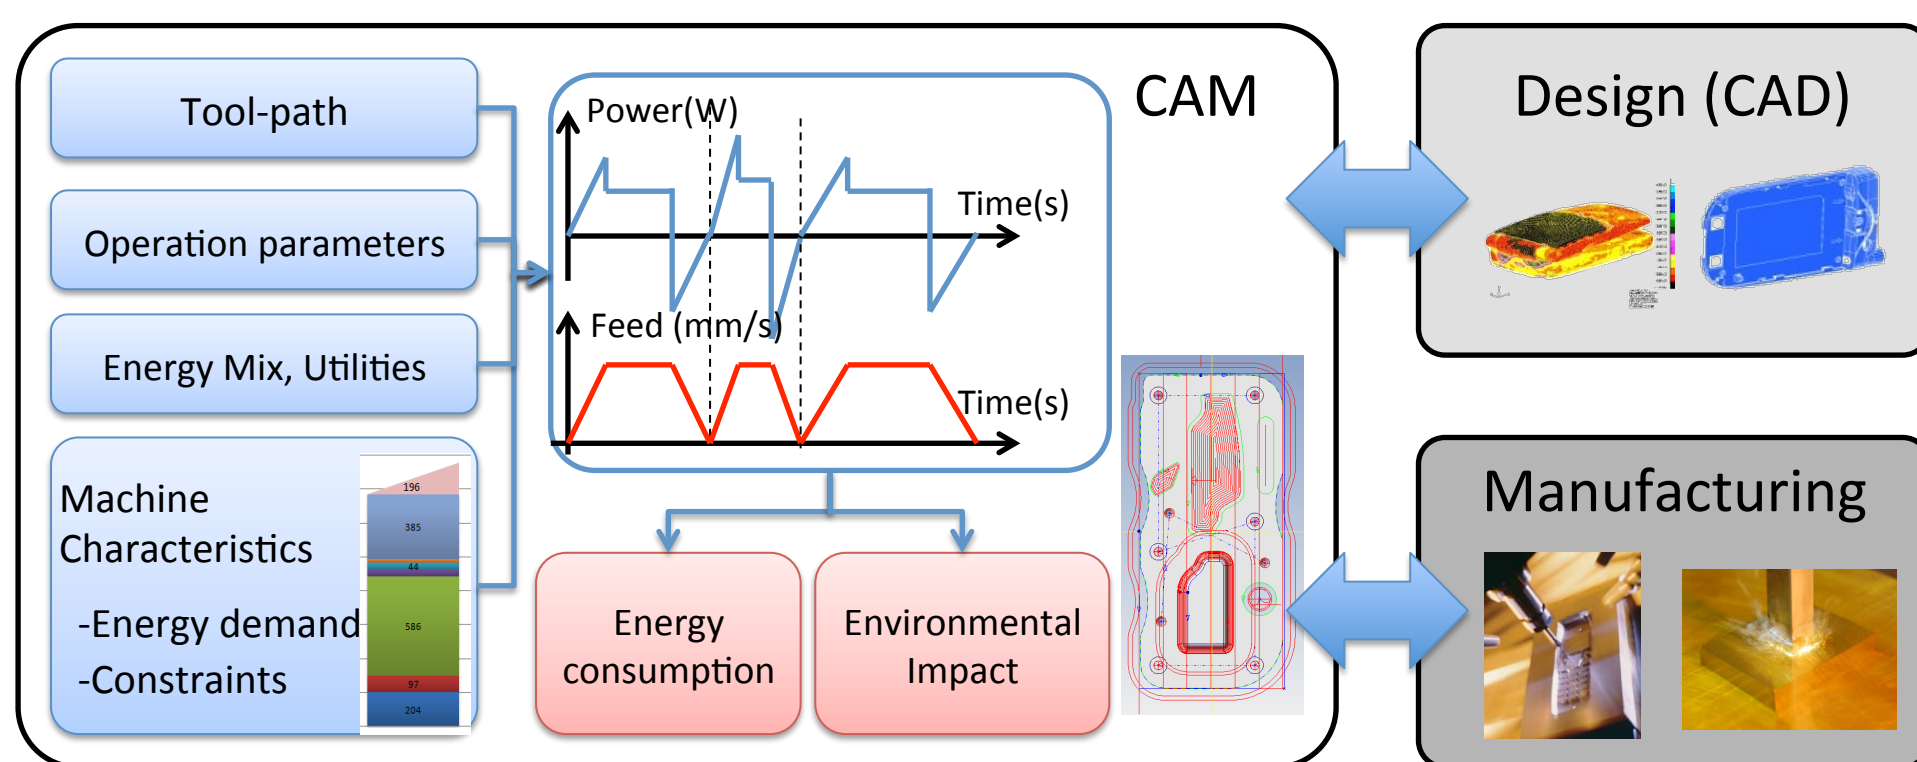 Tool-path
Operation parameters
Energy Mix, Utilities
Machine
Characteristics
-Energy demand
-Constraints
196
385
44
586
97
204
Power(W)
Time(s)
Feed (mm/s)
Time(s)
Energy
consumption
Environmental
Impact
CAM
Design (CAD)
Manufacturing